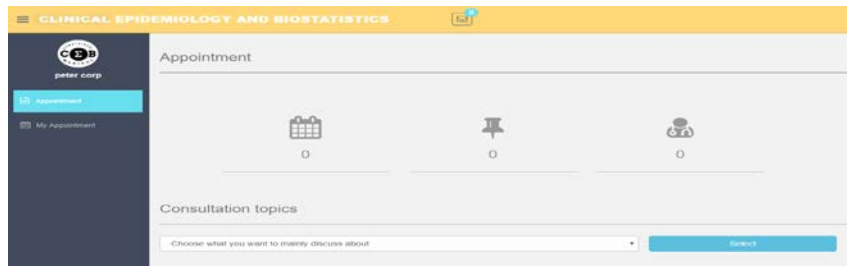 CLINICAL EPIDEMIOLOGY AND BIOSTATISTICS
CEB
peter corp
Appointment
My Appointment
Appointment
0
0
0
Consultation topics
Choose what you want to mainly discuss about
Select